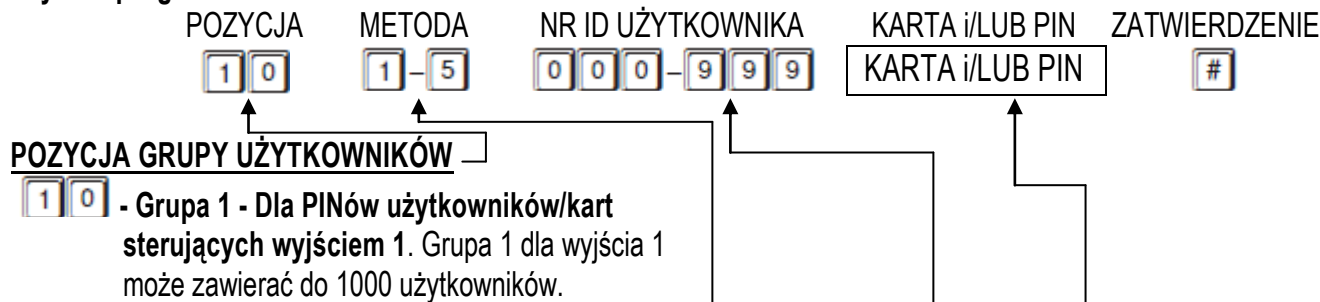 POZYCJA METODA NR ID UŻYTKOWNIKA KARTA i/LUB PIN ZATWIERDZENIE
1 0 1 – 5 0 0 0 – 9 9 9 KARTA i/LUB PIN #
POZYCJA GRUPY UŻYTKOWNIKÓW
1 0 - Grupa 1 - Dla PINów użytkowników/kart
sterujących wyjściem 1. Grupa 1 dla wyjścia 1
może zawierać do 1000 użytkowników.